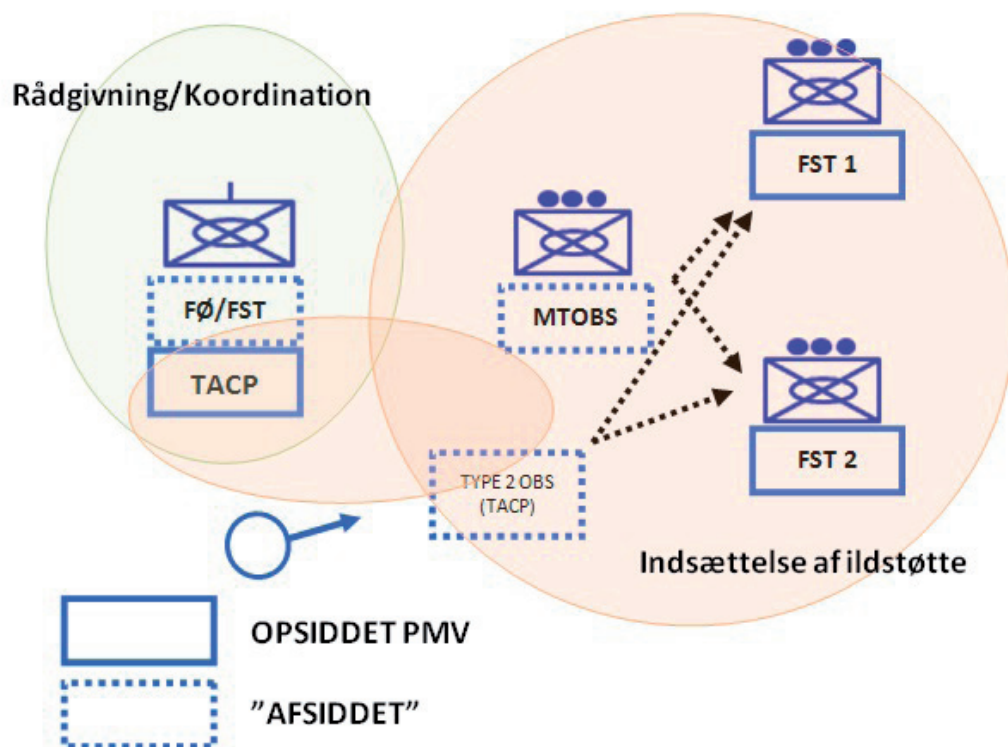 Rådgivning/Koordination
FØ/FST
TACP
MTOBS
FST 1
FST 2
TYPE 2 OBS
(TACP)
Indsættelse af ildstøtte
OPSIDDET PMV
”AFSIDDET”